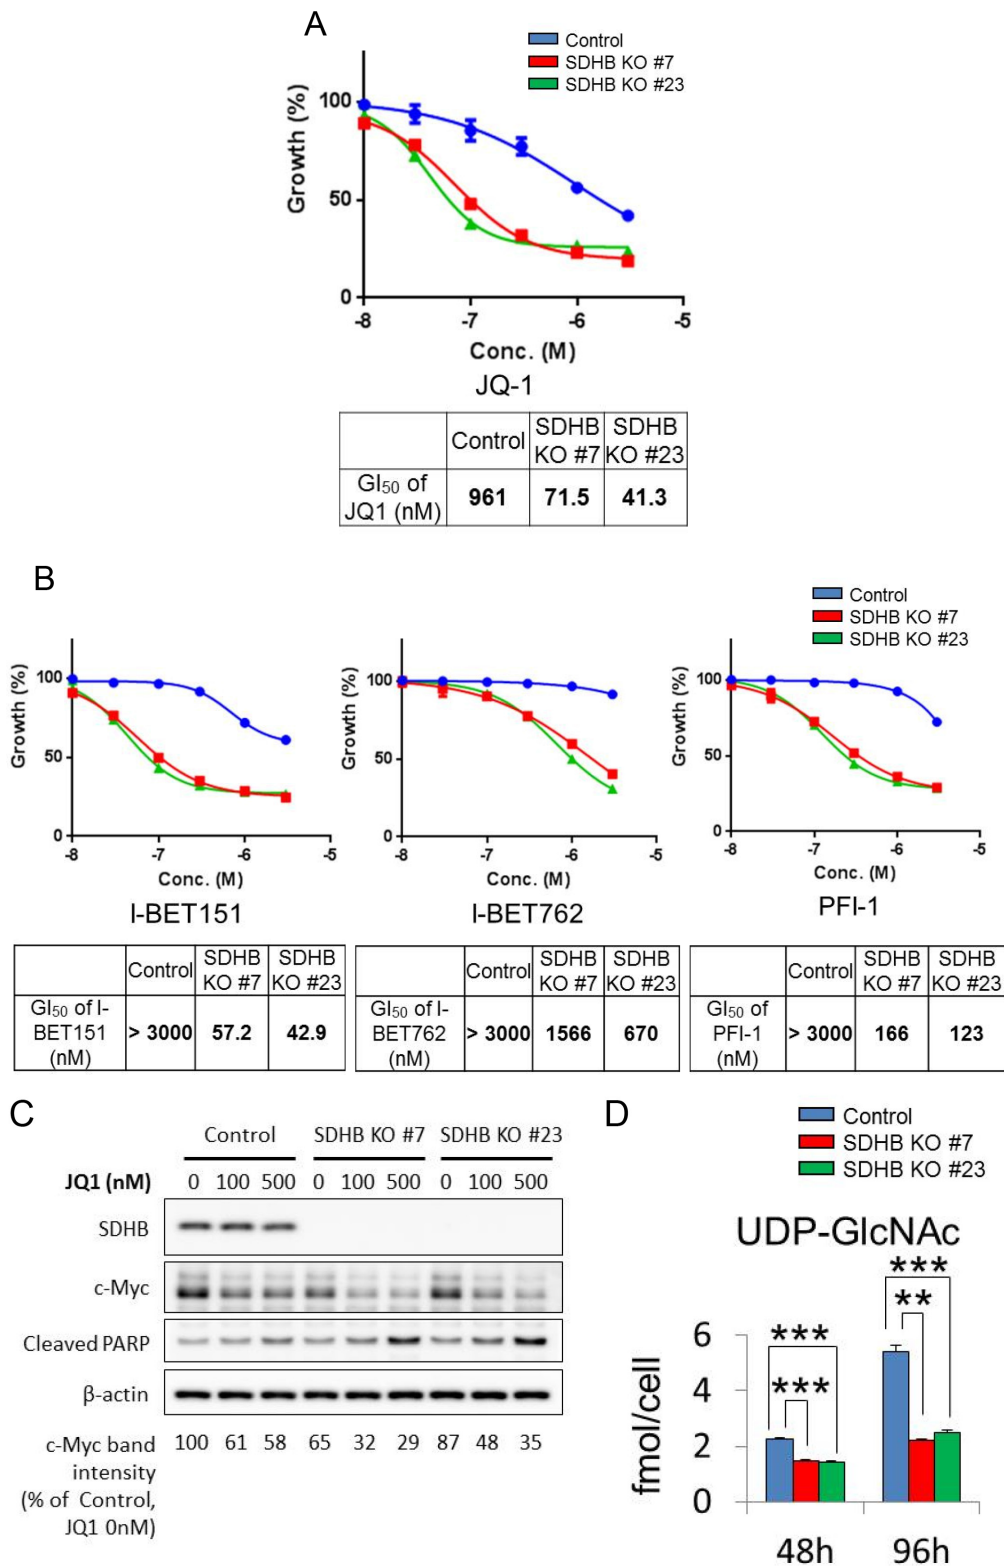 A
Control
SDHB KO #7
SDHB KO #23
Growth (%)
100
50
0
-8 -7 -6 -5
Conc. (M)
JQ-1
Control SDHB KO #7 SDHB KO #23
GI50 of JQ1 (nM) 961 71.5 41.3
B
Control
SDHB KO #7
SDHB KO #23
Growth (%)
100
50
0
-8 -7 -6 -5
Conc. (M)
I-BET151
Growth (%)
100
50
0
-8 -7 -6 -5
Conc. (M)
I-BET762
Growth (%)
100
50
0
-8 -7 -6 -5
Conc. (M)
PFI-1
Control SDHB KO #7 SDHB KO #23
GI50 of I-BET151 (nM) > 3000 57.2 42.9
Control SDHB KO #7 SDHB KO #23
GI50 of I-BET762 (nM) > 3000 1566 670
Control SDHB KO #7 SDHB KO #23
GI50 of PFI-1 (nM) > 3000 166 123
C
Control SDHB KO #7 SDHB KO #23
JQ1 (nM) 0 100 500 0 100 500 0 100 500
SDHB
c-Myc
Cleaved PARP
β-actin
c-Myc band 100 61 58 65 32 29 87 48 35
intensity
(% of Control,
JQ1 0nM)
D
Control
SDHB KO #7
SDHB KO #23
UDP-GlcNAc
fmol/cell
6
4
2
0
***
***
***
**
48h 96h